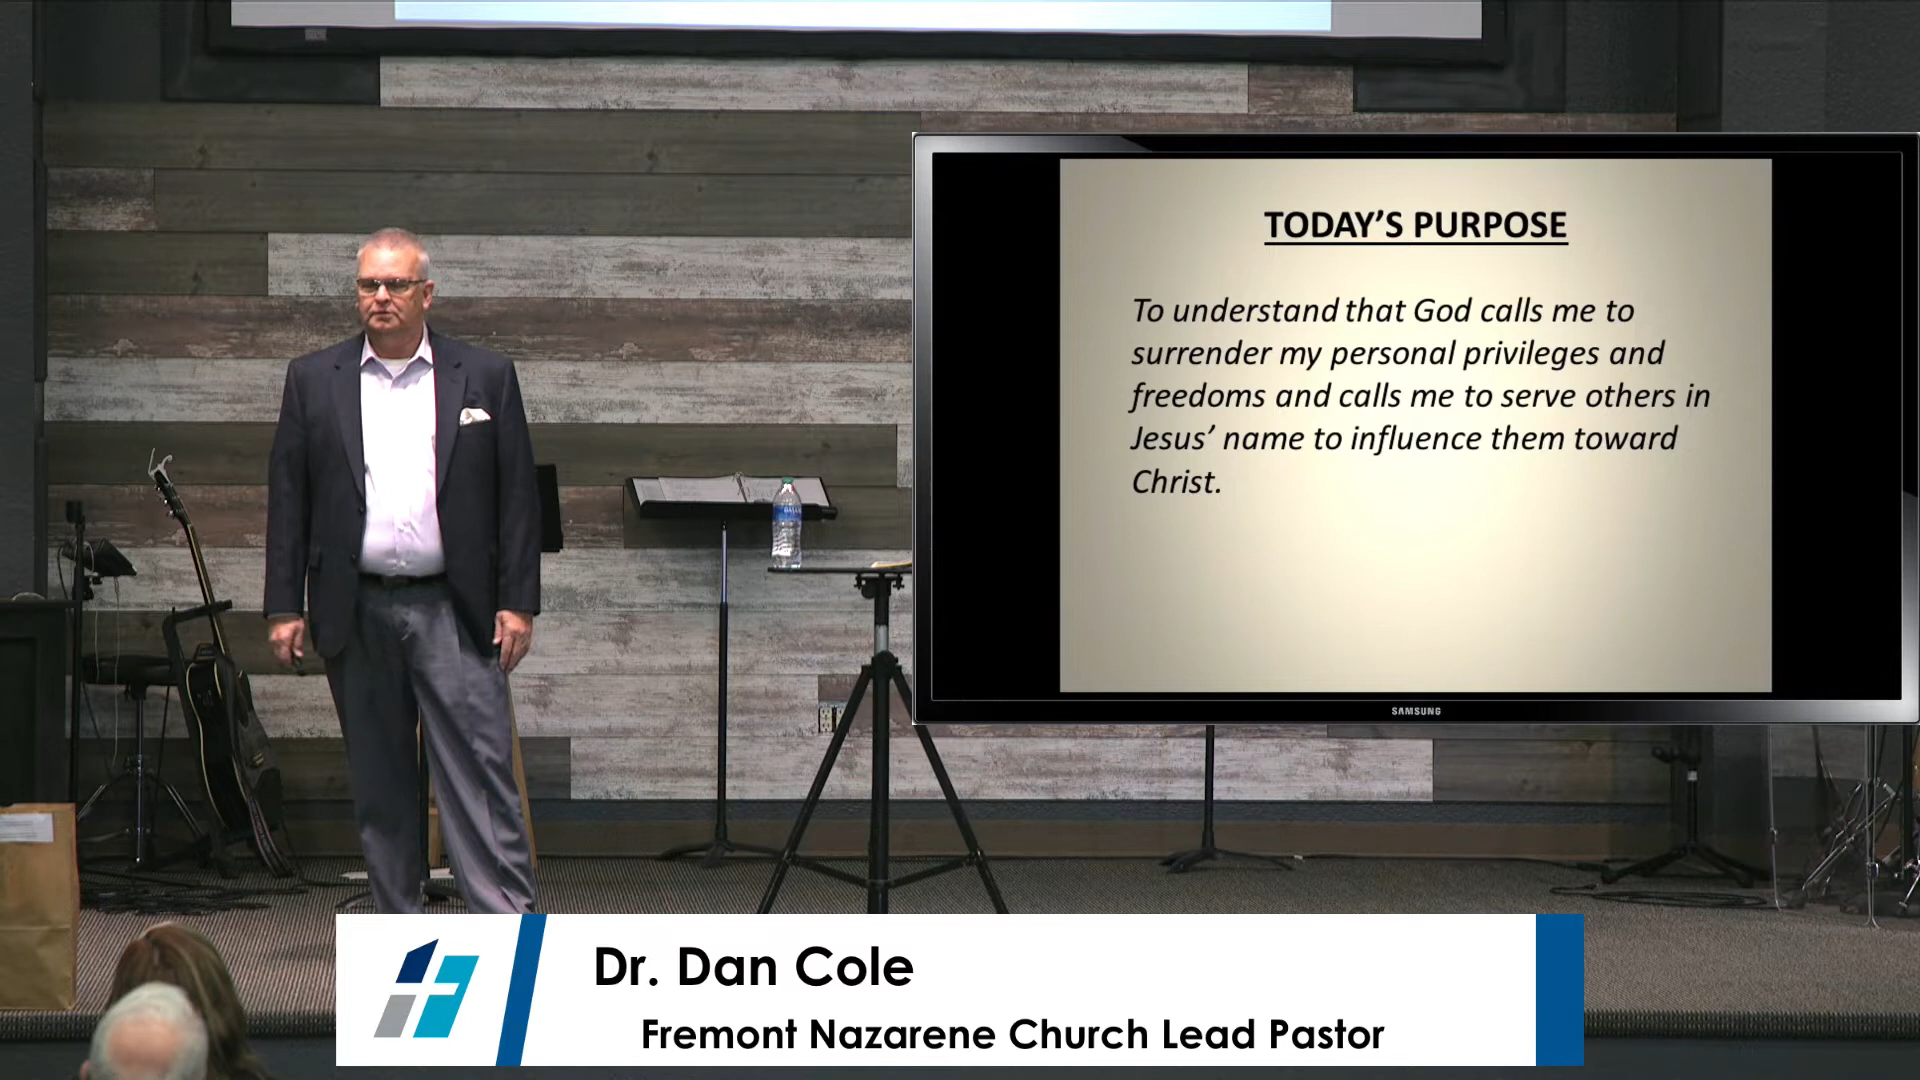 TODAY’S PURPOSE
To understand that God calls me to
surrender my personal privileges and
freedoms and calls me to serve others in
Jesus’ name to influence them toward
Christ.
SAMSUNG
Dr. Dan Cole
Fremont Nazarene Church Lead Pastor